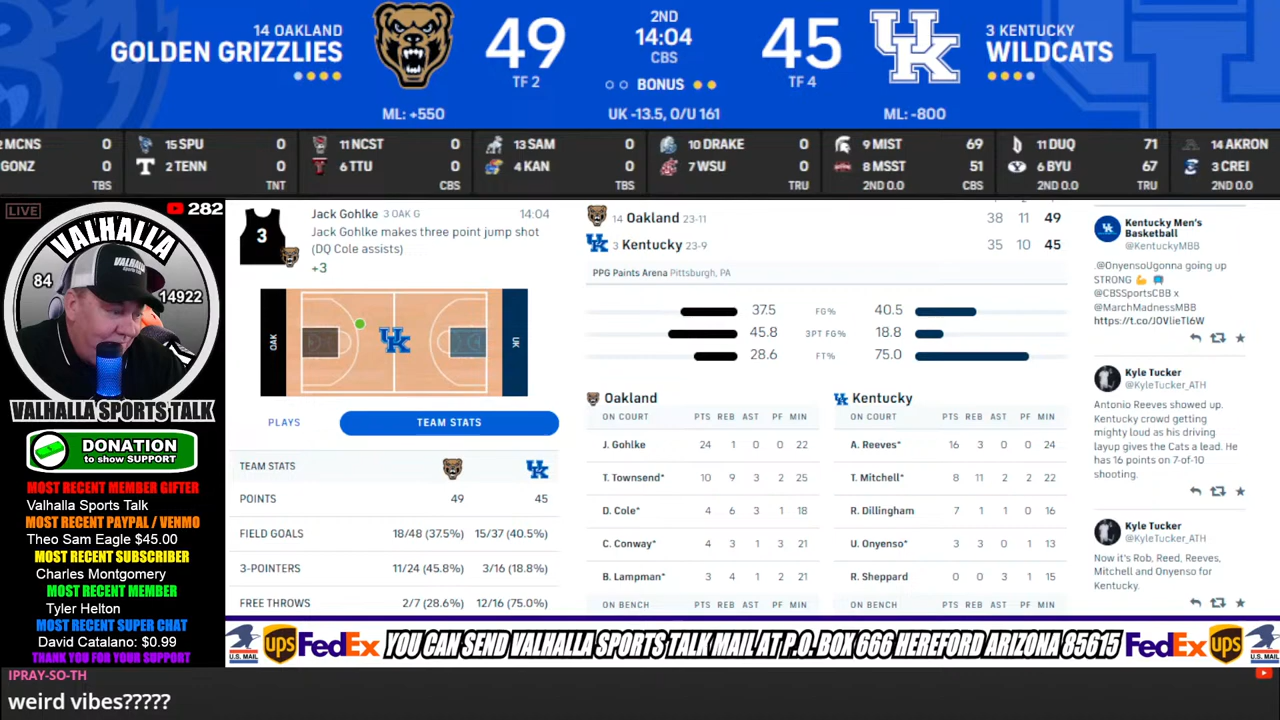 14 OAKLAND
GOLDEN GRIZZLIES
49
TF 2
2ND
14:04
CBS
BONUS
45
TF 4
3 KENTUCKY
WILDCATS
ML: +550
UK -13.5, O/U 161
ML: -800
MCNS 0
GONZ 0
TBS
15 SPU 0
2 TENN 0
TNT
11 NCST 0
6 TTU 0
CBS
13 SAM 0
4 KAN 0
TBS
10 DRAKE 0
7 WSU 0
TRU
9 MIST 69
8 MSST 51
2ND 0.0 CBS
11 DUQ 71
6 BYU 67
2ND 0.0 TRU
14 AKRON
3 CREI
2ND 0.0
LIVE
282
VALHALLA
VALHALLA
Sports Talk
84
14922
VALHALLA SPORTS TALK
DONATION
to show SUPPORT
MOST RECENT MEMBER GIFTER
Valhalla Sports Talk
MOST RECENT PAYPAL / VENMO
Theo Sam Eagle $45.00
MOST RECENT SUBSCRIBER
Charles Montgomery
MOST RECENT MEMBER
Tyler Helton
MOST RECENT SUPER CHAT
David Catalano: $0.99
THANK YOU FOR YOUR SUPPORT
3
Jack Gohlke 3 OAK G 14:04
Jack Gohlke makes three point jump shot
(DQ Cole assists)
+3
OAK
UK
UK
PLAYS
TEAM STATS
TEAM STATS
POINTS 49 45
FIELD GOALS 18/48 (37.5%) 15/37 (40.5%)
3-POINTERS 11/24 (45.8%) 3/16 (18.8%)
FREE THROWS 2/7 (28.6%) 12/16 (75.0%)
14 Oakland 23-11 38 11 49
3 Kentucky 23-9 35 10 45
PPG Paints Arena Pittsburgh, PA
37.5 FG% 40.5
45.8 3PT FG% 18.8
28.6 FT% 75.0
Oakland
ON COURT PTS REB AST PF MIN
J. Gohlke 24 1 0 0 22
T. Townsend* 10 9 3 2 25
D. Cole* 4 6 3 1 18
C. Conway* 4 3 1 3 21
B. Lampman* 3 4 1 2 21
ON BENCH PTS REB AST PF MIN
Kentucky
ON COURT PTS REB AST PF MIN
A. Reeves* 16 3 0 0 24
T. Mitchell* 8 11 2 2 22
R. Dillingham 7 1 1 0 16
U. Onyenso* 3 3 0 1 13
R. Sheppard 0 0 3 1 15
ON BENCH PTS REB AST PF MIN
Kentucky Men's
Basketball
@KentuckyMBB
.@OnyensoUgonna going up
STRONG 💪
@CBSSportsCBB x
@MarchMadnessMBB
https://t.co/J0VlieTl6W
Kyle Tucker
@KyleTucker_ATH
Antonio Reeves showed up.
Kentucky crowd getting
mighty loud as his driving
layup gives the Cats a lead. He
has 16 points on 7-of-10
shooting.
Kyle Tucker
@KyleTucker_ATH
Now it's Rob, Reed, Reeves,
Mitchell and Onyenso for
Kentucky.
U.S. MAIL
ups
FedEx
YOU CAN SEND VALHALLA SPORTS TALK MAIL AT P.O. BOX 666 HEREFORD ARIZONA 85615
FedEx
ups
U.S. MAIL
IPRAY-SO-TH
weird vibes?????